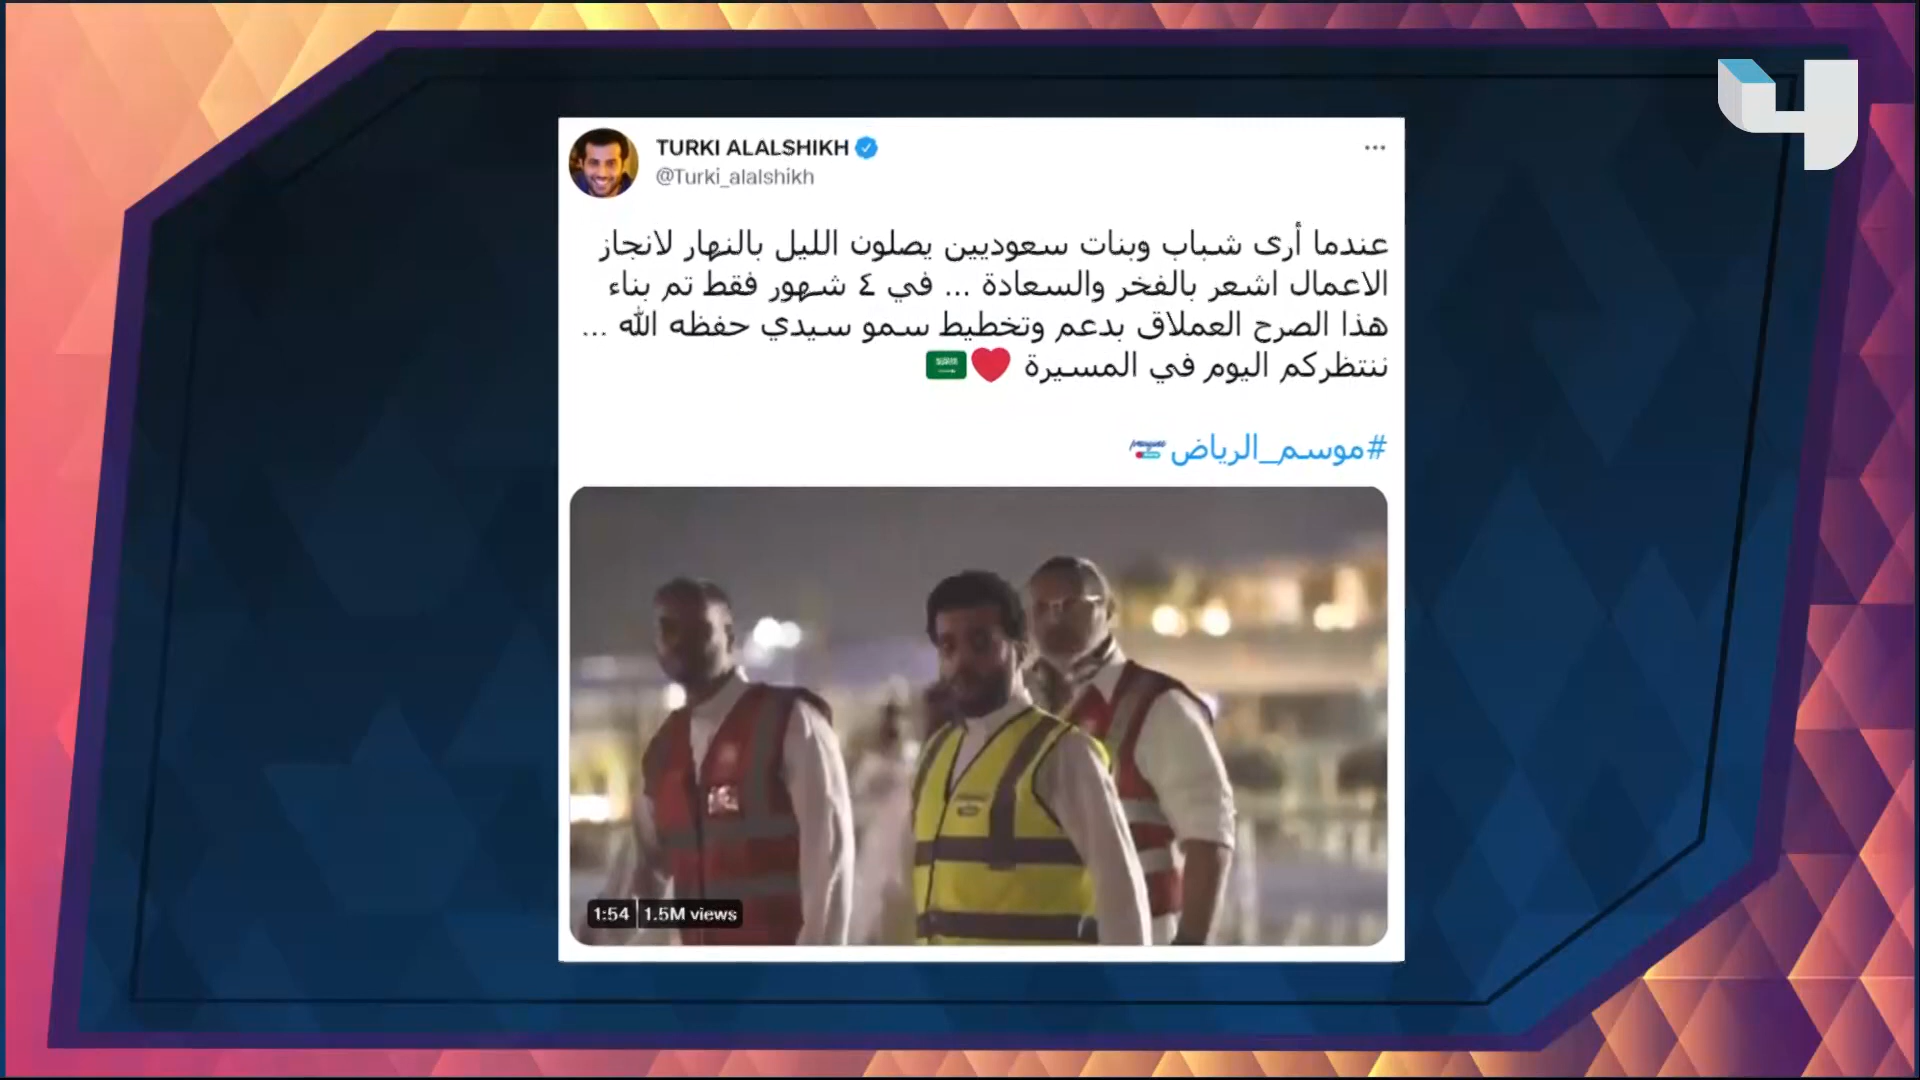 TURKI ALALSHIKH
@Turki_alalshikh
عندما أرى شباب وبنات سعوديين يصلون الليل بالنهار لانجاز
الاعمال اشعر بالفخر والسعادة ... في ٤ شهور فقط تم بناء
هذا الصرح العملاق بدعم وتخطيط سمو سيدي حفظه الله ...
ننتظركم اليوم في المسيرة ❤️🇸🇦
#موسم_الرياض
1:54
1.5M views